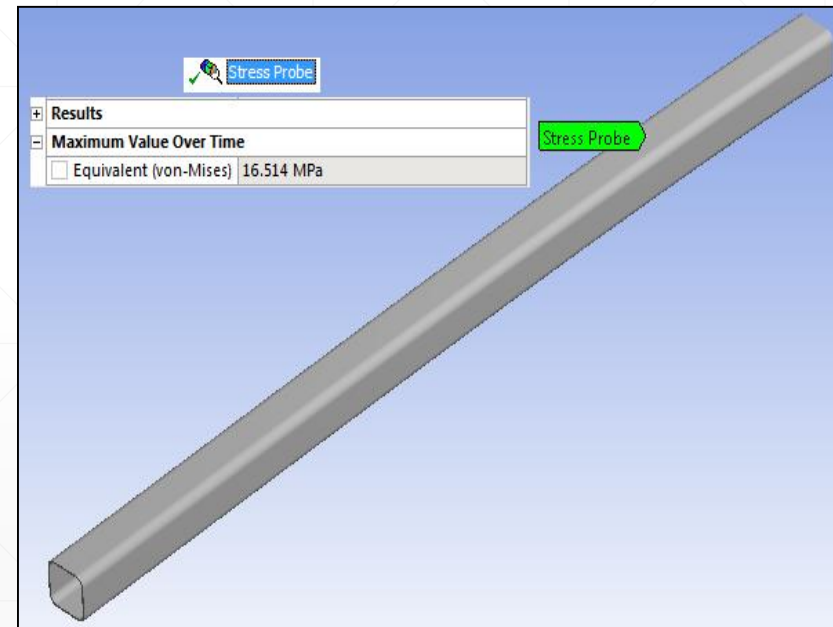 Stress Probe
Results
Maximum Value Over Time
Equivalent (von-Mises) 16.514 MPa
Stress Probe